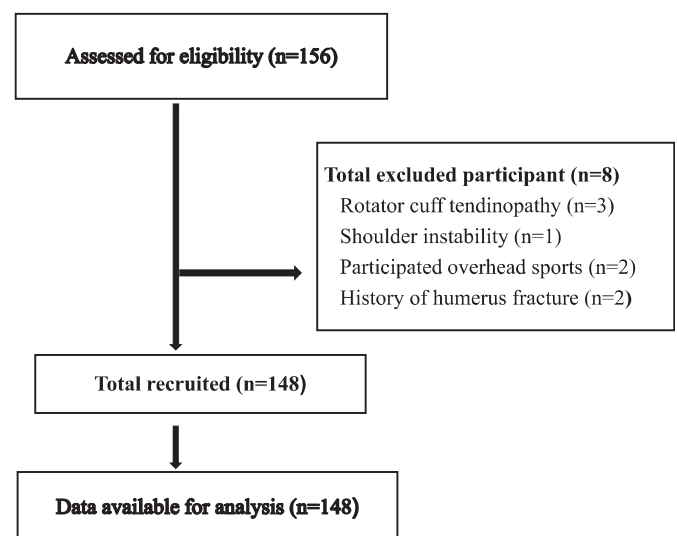 Assessed for eligibility (n=156)
Total excluded participant (n=8)
Rotator cuff tendinopathy (n=3)
Shoulder instability (n=1)
Participated overhead sports (n=2)
History of humerus fracture (n=2)
Total recruited (n=148)
Data available for analysis (n=148)